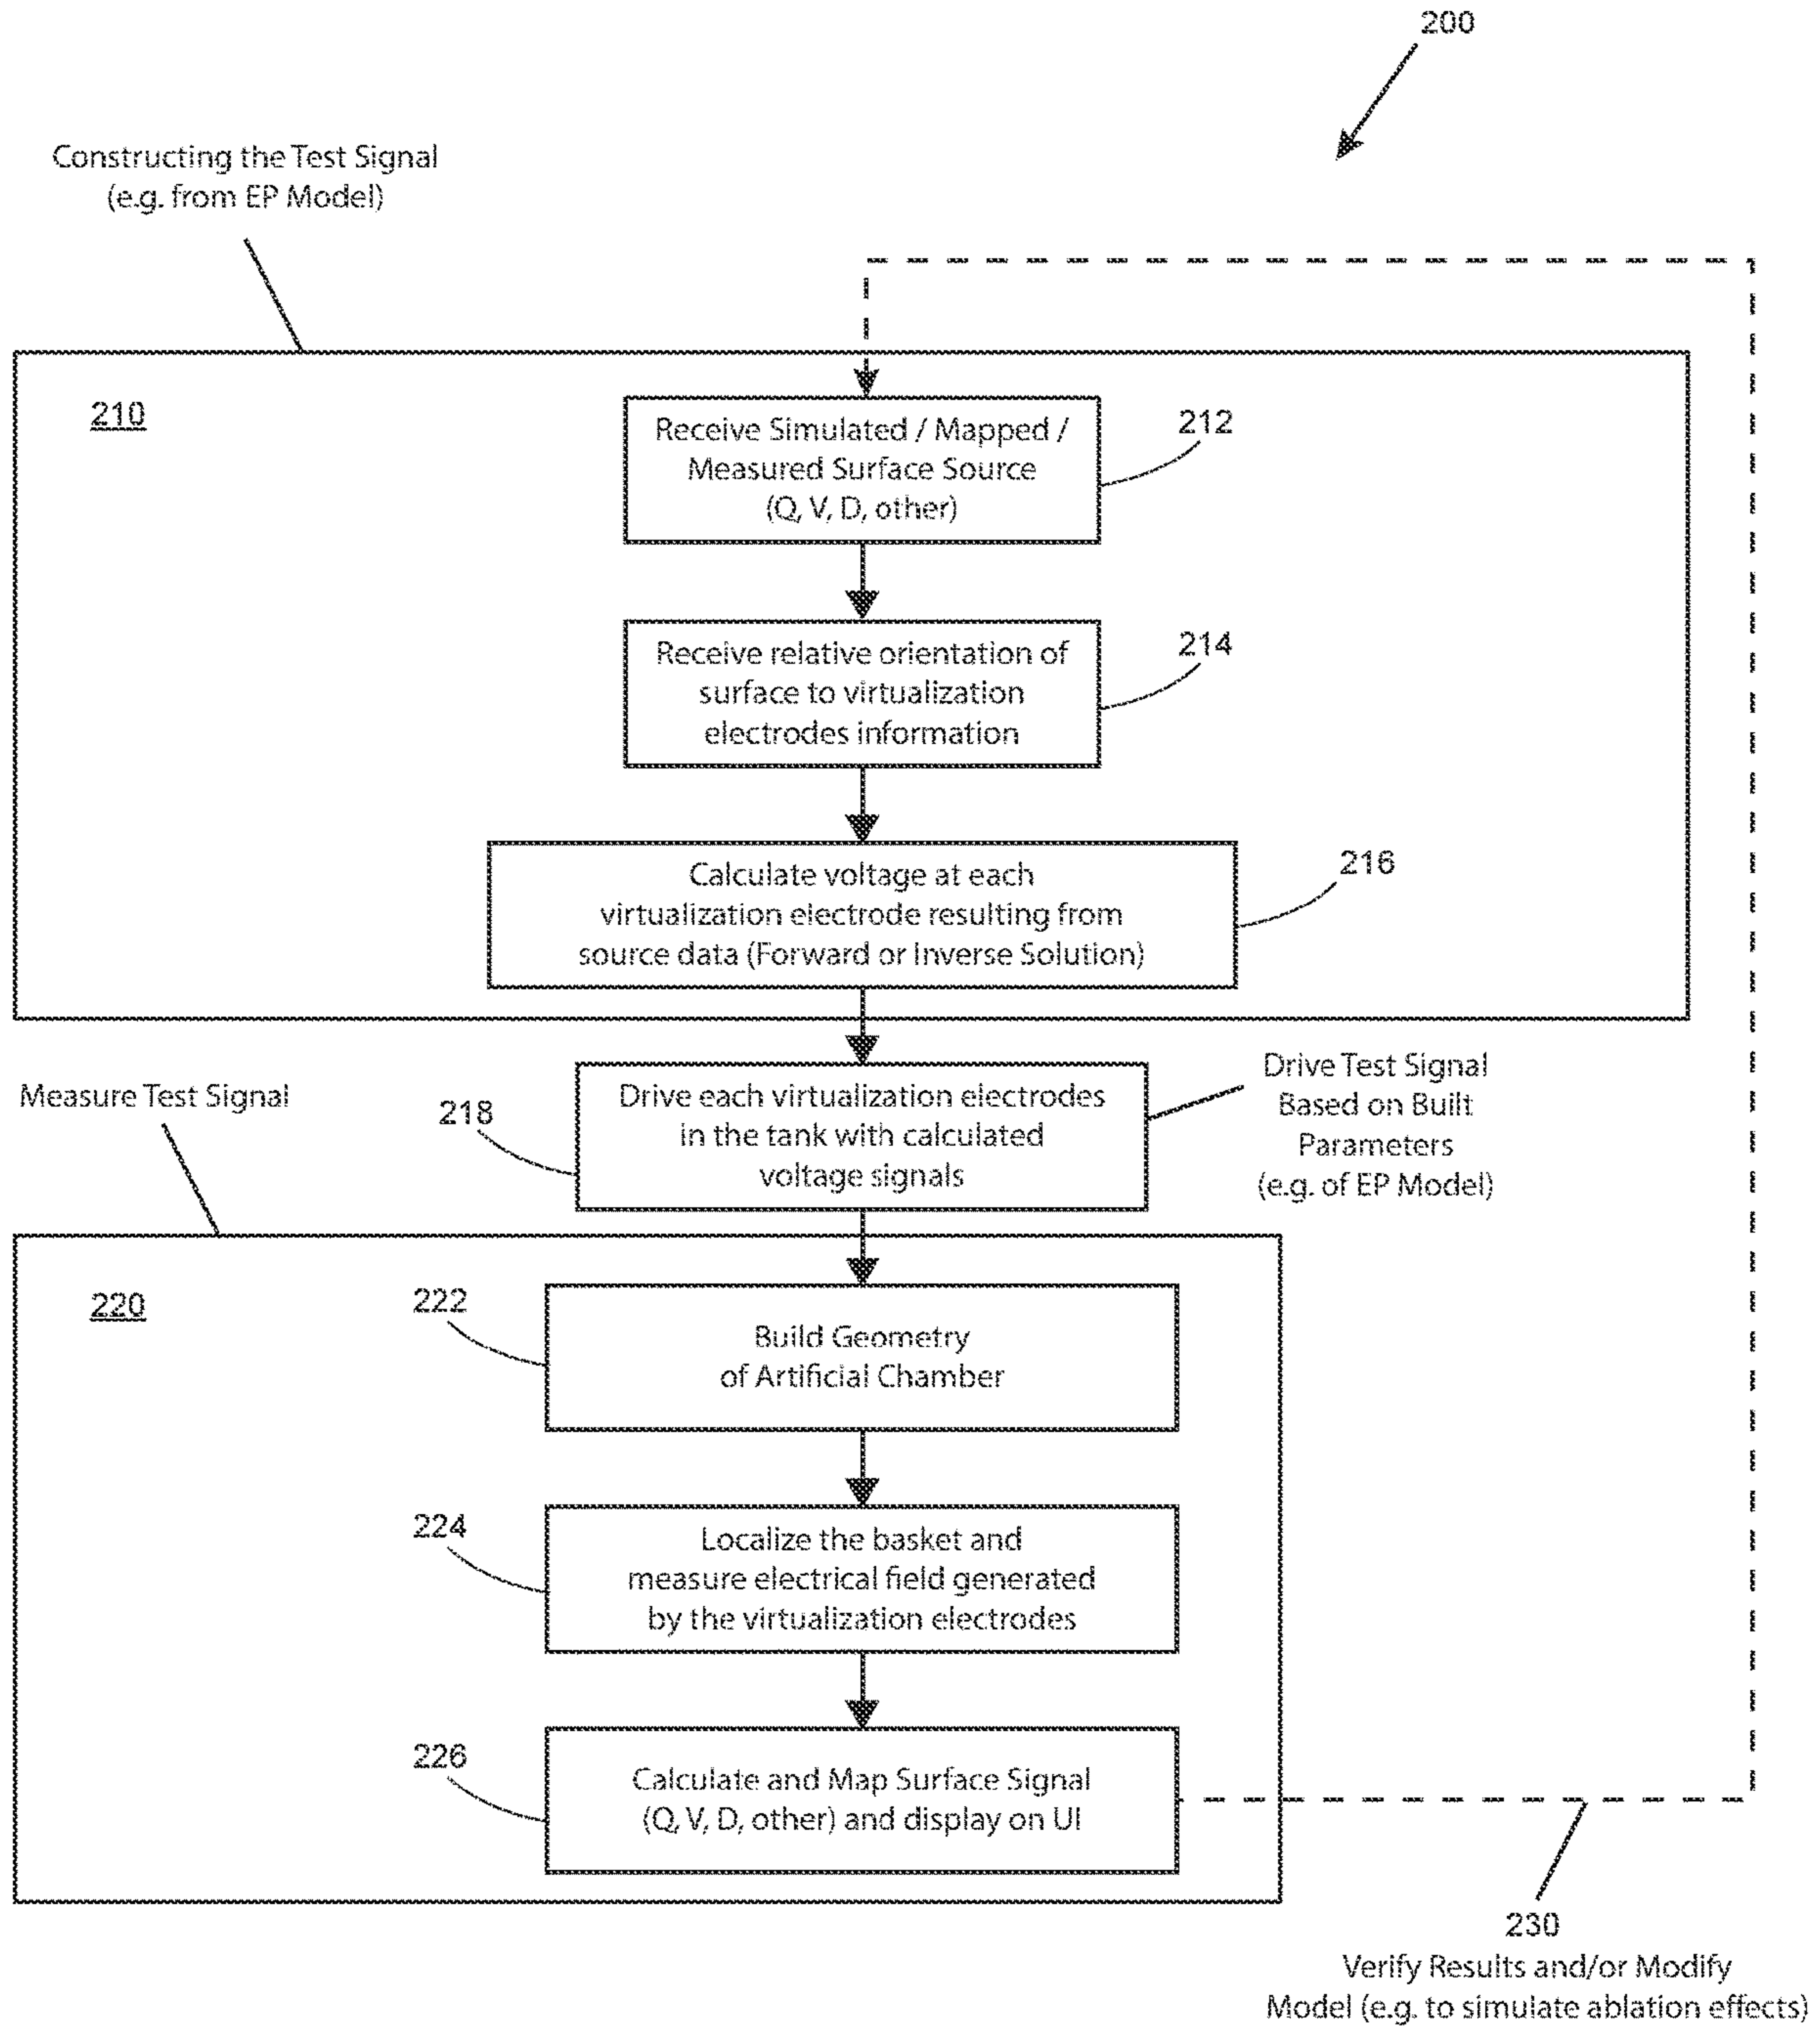 200
Constructing the Test Signal
(e.g. from EP Model)
210
Receive Simulated / Mapped /
Measured Surface Source
(Q, V, D, other)
212
Receive relative orientation of
surface to virtualization
electrodes information
214
Calculate voltage at each
virtualization electrode resulting from
source data (Forward or Inverse Solution)
216
Drive each virtualization electrodes
in the tank with calculated
voltage signals
218
Drive Test Signal
Based on Built
Parameters
(e.g. of EP Model)
Measure Test Signal
220
222
Build Geometry
of Artificial Chamber
224
Localize the basket and
measure electrical field generated
by the virtualization electrodes
226
Calculate and Map Surface Signal
(Q, V, D, other) and display on UI
230
Verify Results and/or Modify
Model (e.g. to simulate ablation effects)